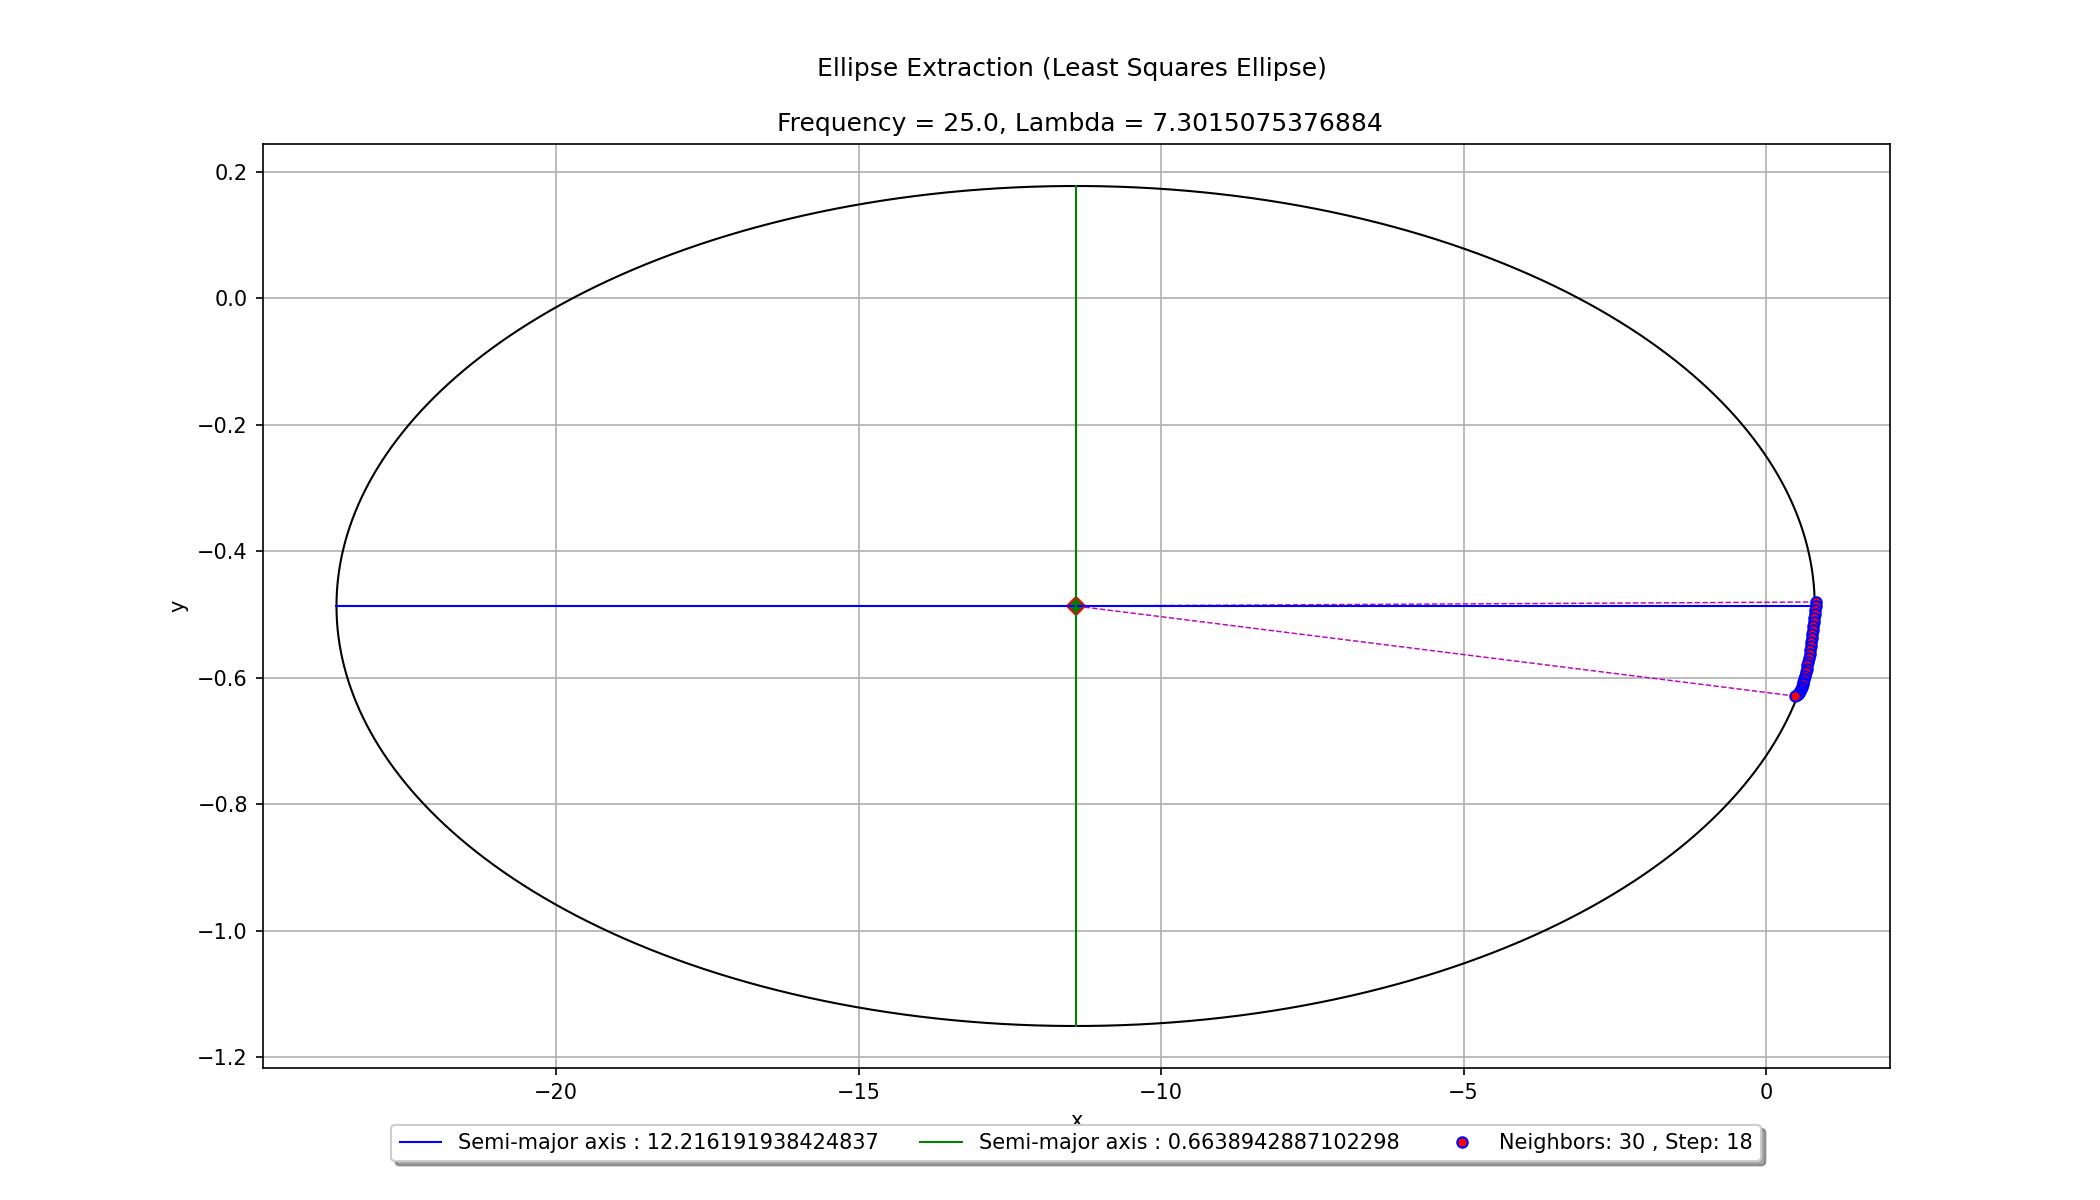 Ellipse Extraction (Least Squares Ellipse)
Frequency = 25.0, Lambda = 7.3015075376884
0.2
0.0
−0.2
−0.4
−0.6
−0.8
−1.0
−1.2
y
−20
−15
−10
−5
0
x
Semi-major axis : 12.216191938424837
Semi-major axis : 0.6638942887102298
Neighbors: 30 , Step: 18